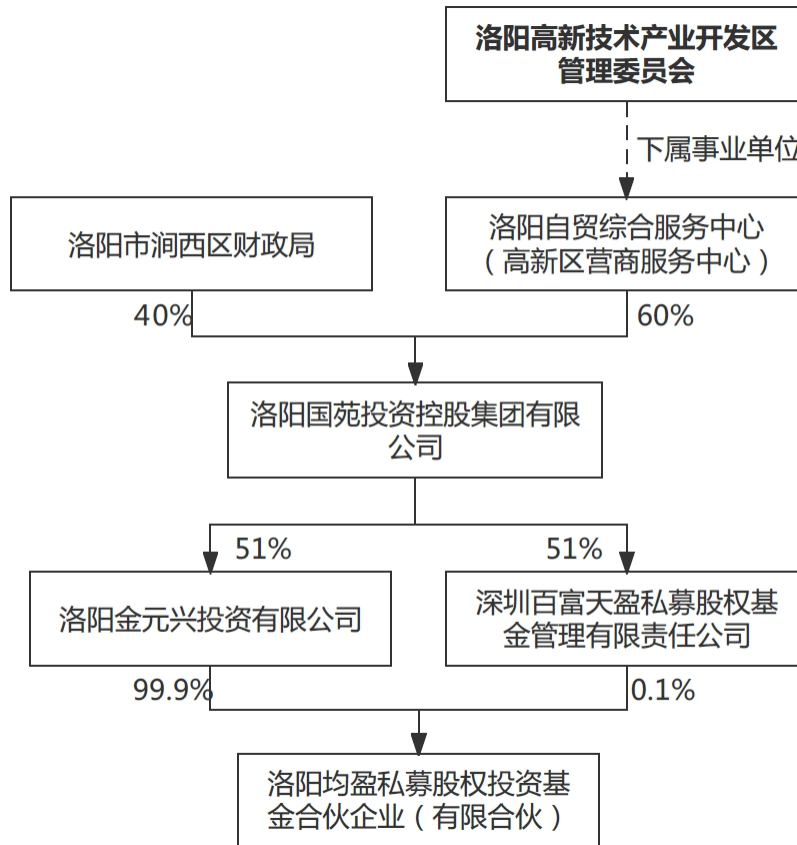 洛阳高新技术产业开发区
管理委员会
下属事业单位
洛阳市涧西区财政局
洛阳自贸综合服务中心
（高新区营商服务中心）
40%
60%
洛阳国苑投资控股集团有限
公司
51%
51%
洛阳金元兴投资有限公司
深圳百富天盈私募股权基
金管理有限责任公司
99.9%
0.1%
洛阳均盈私募股权投资基
金合伙企业（有限合伙）